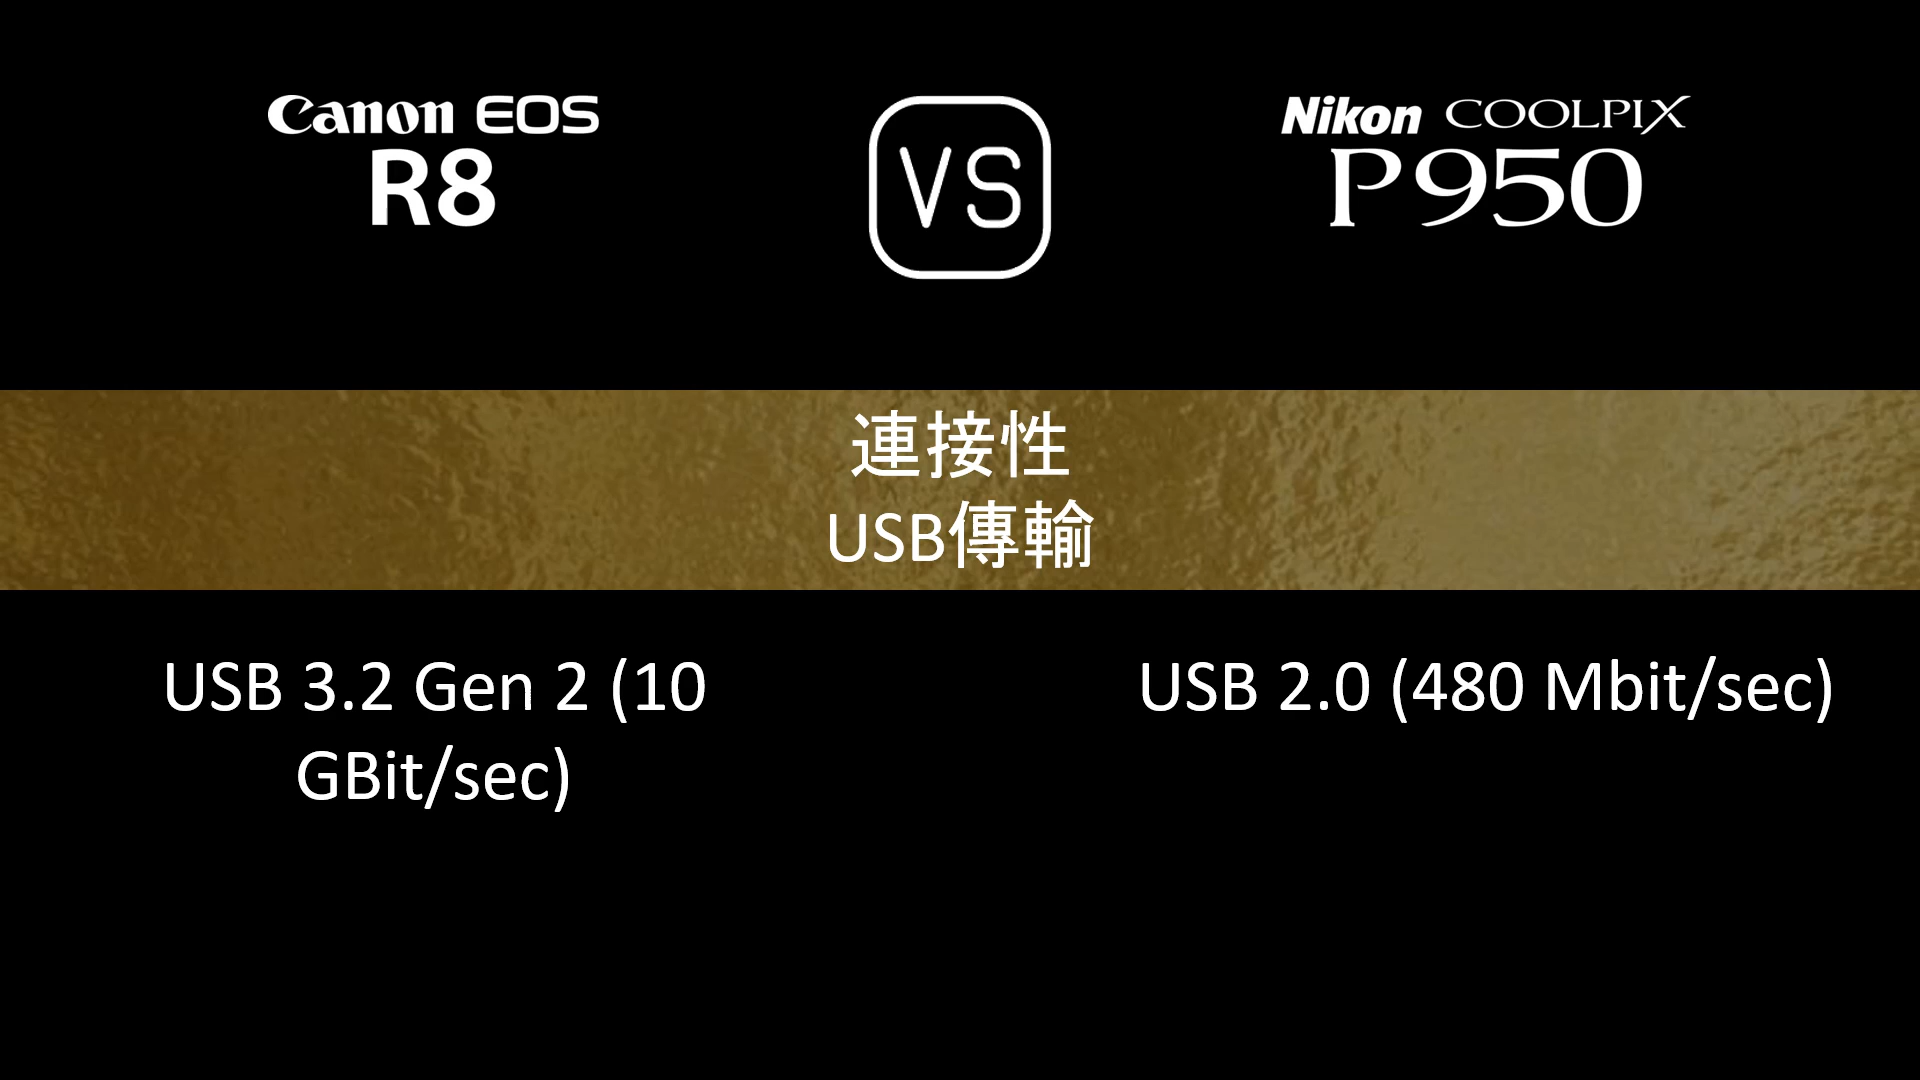 Canon EOS
R8
VS
Nikon COOLPIX
P950
連接性
USB傳輸
USB 3.2 Gen 2 (10
GBit/sec)
USB 2.0 (480 Mbit/sec)